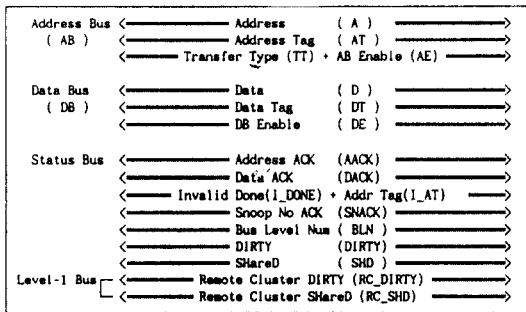 Address Bus Address ( A )
( AB ) Address Tag ( AT )
Transfer Type (TT) + AB Enable (AE)
Data Bus Data ( D )
( DB ) Data Tag ( DT )
DB Enable ( DE )
Status Bus Address ACK (AACK)
Data ACK (DACK)
Invalid Done(I_DONE) + Addr Tag(I_AT)
Snoop No ACK (SNACK)
Bus Level Num ( BLN )
DIRTY (DIRTY)
SHareD ( SHD )
Level-1 Bus Remote Cluster DIRTY (RC_DIRTY)
Remote Cluster SHareD (RC_SHD)